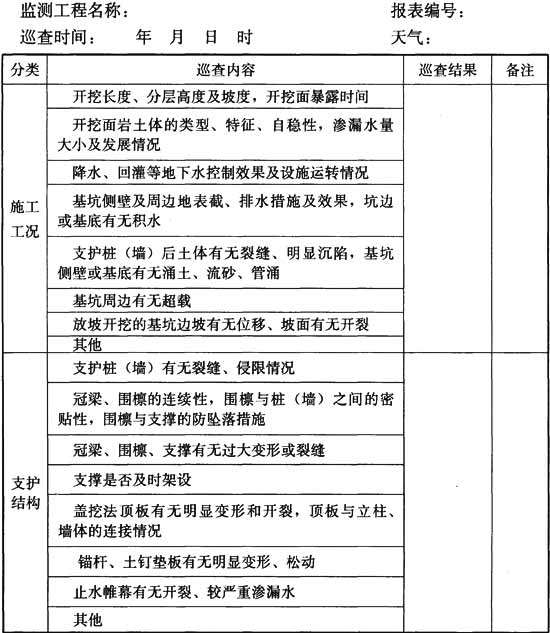 监测工程名称： 报表编号：
巡查时间： 年 月 日 时 天气：
分类 巡查内容 巡查结果 备注
施工
工况
开挖长度、分层高度及坡度，开挖面暴露时间
开挖面岩土体的类型、特征、自稳性，渗漏水量
大小及发展情况
降水、回灌等地下水控制效果及设施运转情况
基坑侧壁及周边地表截、排水措施及效果，坑边
或基底有无积水
支护桩（墙）后土体有无裂缝、明显沉陷，基坑
侧壁或基底有无涌土、流砂、管涌
基坑周边有无超载
放坡开挖的基坑边坡有无位移、坡面有无开裂
其他
支护
结构
支护桩（墙）有无裂缝、侵限情况
冠梁、围檩的连续性，围檩与桩（墙）之间的密
贴性，围檩与支撑的防坠落措施
冠梁、围檩、支撑有无过大变形或裂缝
支撑是否及时架设
盖挖法顶板有无明显变形和开裂，顶板与立柱、
墙体的连接情况
锚杆、土钉垫板有无明显变形、松动
止水帷幕有无开裂、较严重渗漏水
其他